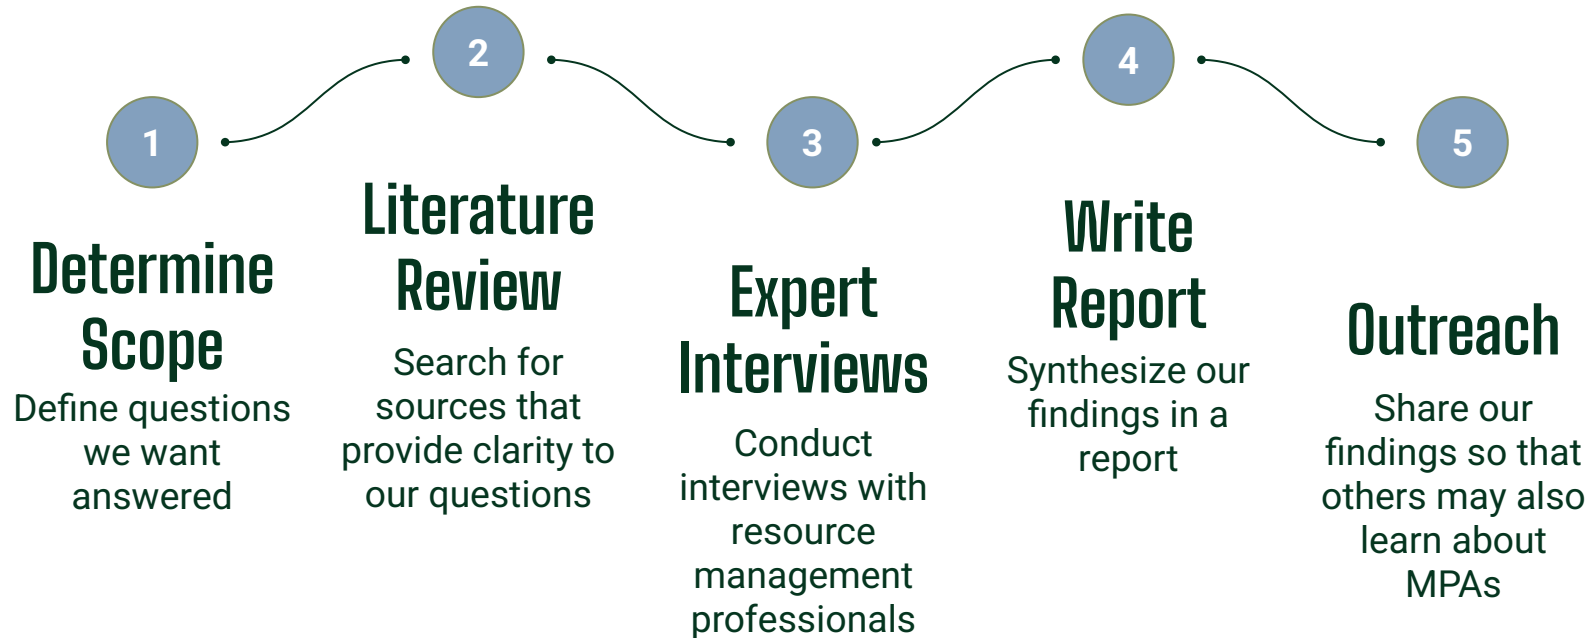 1
Determine
Scope
Define questions
we want
answered
2
Literature
Review
Search for
sources that
provide clarity to
our questions
3
Expert
Interviews
Conduct
interviews with
resource
management
professionals
4
Write
Report
Synthesize our
findings in a
report
5
Outreach
Share our
findings so that
others may also
learn about
MPAs